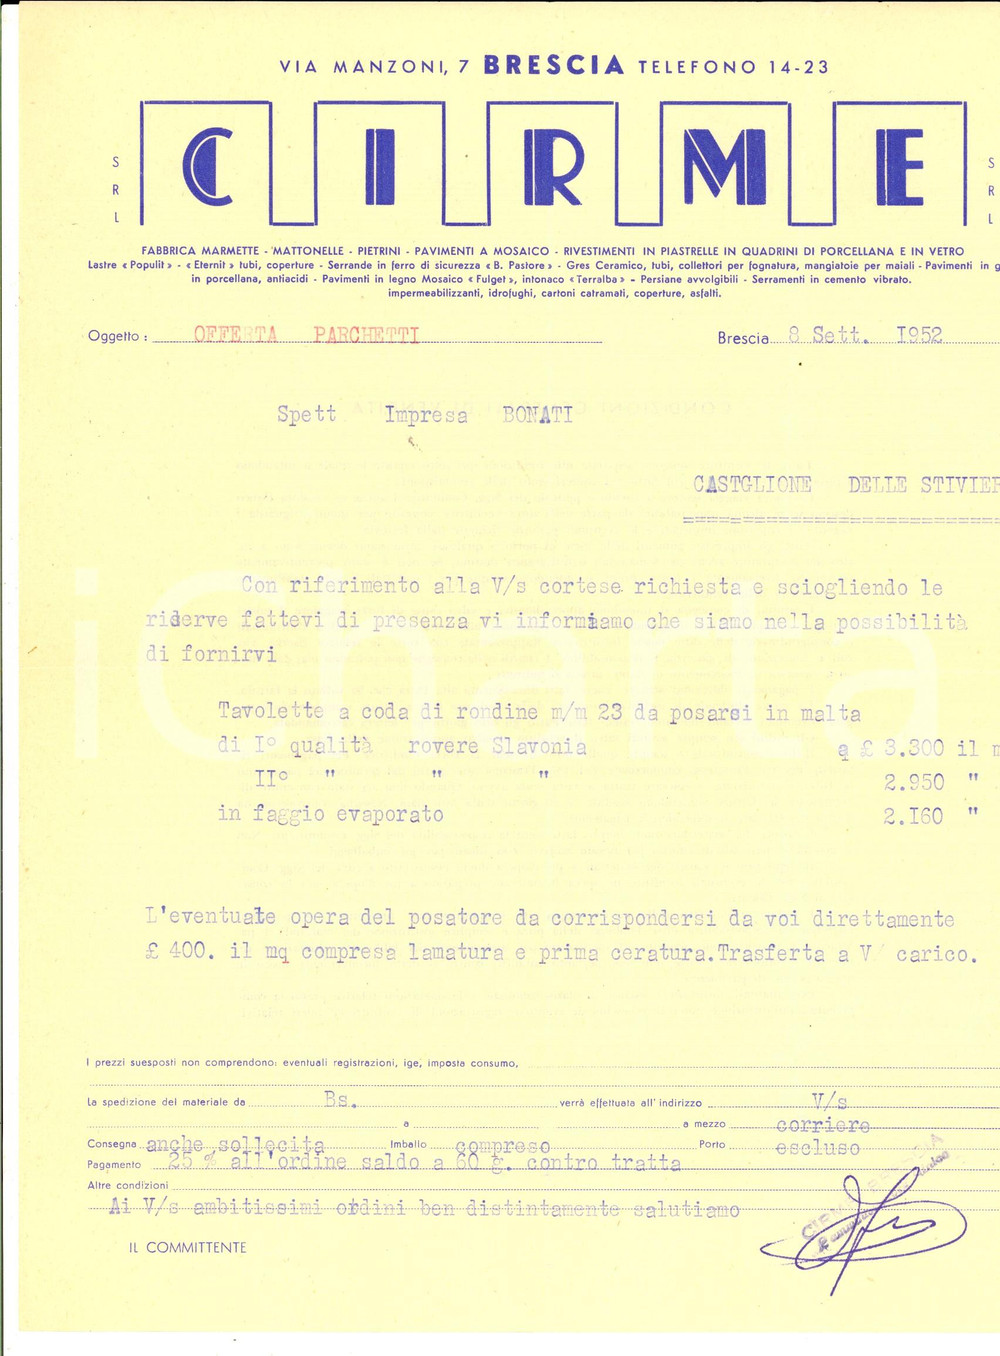 VIA MANZONI, 7 BRESCIA TELEFONO 14-23
CIRME
S R L
S R L
FABBRICA MARMETTE - MATTONELLE - PIETRINI - PAVIMENTI A MOSAICO - RIVESTIMENTI IN PIASTRELLE IN QUADRINI DI PORCELLANA E IN VETRO
Lastre « Populit » - « Eternit » tubi, coperture - Serrande in ferro di sicurezza « B. Pastore » - Gres Ceramico, tubi, collettori per fognatura, mangiatoie per maiali - Pavimenti in g
in porcellana, antiacidi - Pavimenti in legno Mosaico « Fulget », intonaco « Terralba » - Persiane avvolgibili - Serramenti in cemento vibrato.
impermeabilizzanti, idrofughi, cartoni catramati, coperture, asfalti.
Oggetto : OFFERTA PARCHETTI
Brescia 8 Sett. I952
Spett Impresa BONATI
CASTGLIONE DELLE STIVIER
Con riferimento alla V/s cortese richiesta e sciogliendo le
riserve fattevi di presenza vi informiamo che siamo nella possibilità
di fornirvi
Tavolette a coda di rondine m/m 23 da posarsi in malta
di I° qualità rovere Slavonia a £ 3.300 il m
II° " " " 2.950 "
in faggio evaporato 2.I60 "
L'eventuale opera del posatore da corrispondersi da voi direttamente
£ 400. il mq compresa lamatura e prima ceratura.Trasferta a V carico.
I prezzi suesposti non comprendono: eventuali registrazioni, ige, imposta consumo,
La spedizione del materiale da Bs. verrà effettuata all' indirizzo V/s
a a mezzo corriere
Consegna anche sollecita Imballo compreso Porto escluso
Pagamento 25 % all'ordine saldo a 60 g. contro tratta
Altre condizioni
Ai V/s ambitissimi ordini ben distintamente salutiamo
IL COMMITTENTE
iCharta